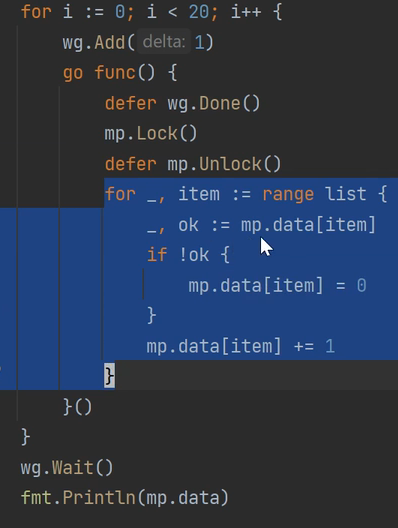 for i := 0; i < 20; i++ {
wg.Add(delta: 1)
go func() {
defer wg.Done()
mp.Lock()
defer mp.Unlock()
for _, item := range list {
_, ok := mp.data[item]
if !ok {
mp.data[item] = 0
}
mp.data[item] += 1
}
}()
}
wg.Wait()
fmt.Println(mp.data)